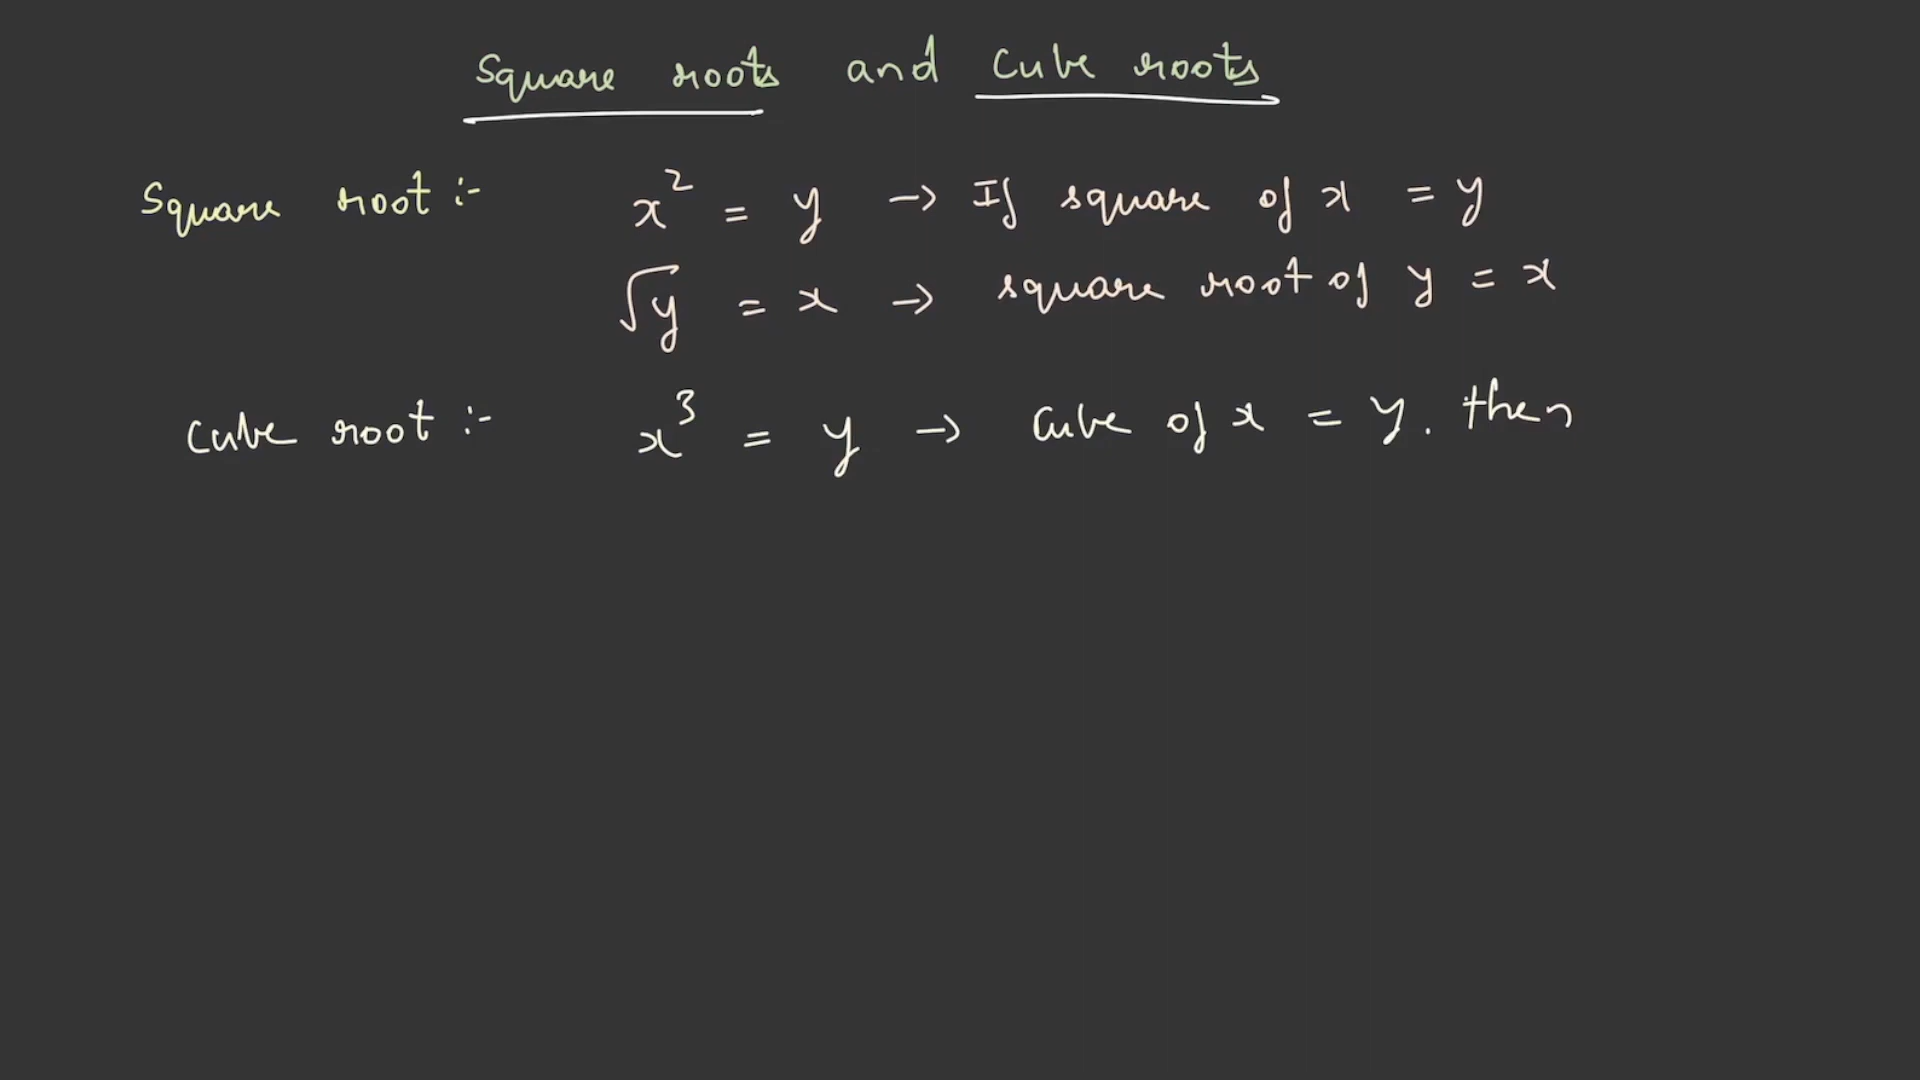 Square roots and Cube roots
Square root :- x² = y → If square of x = y
√y = x → square root of y = x
Cube root :- x³ = y → Cube of x = y. then